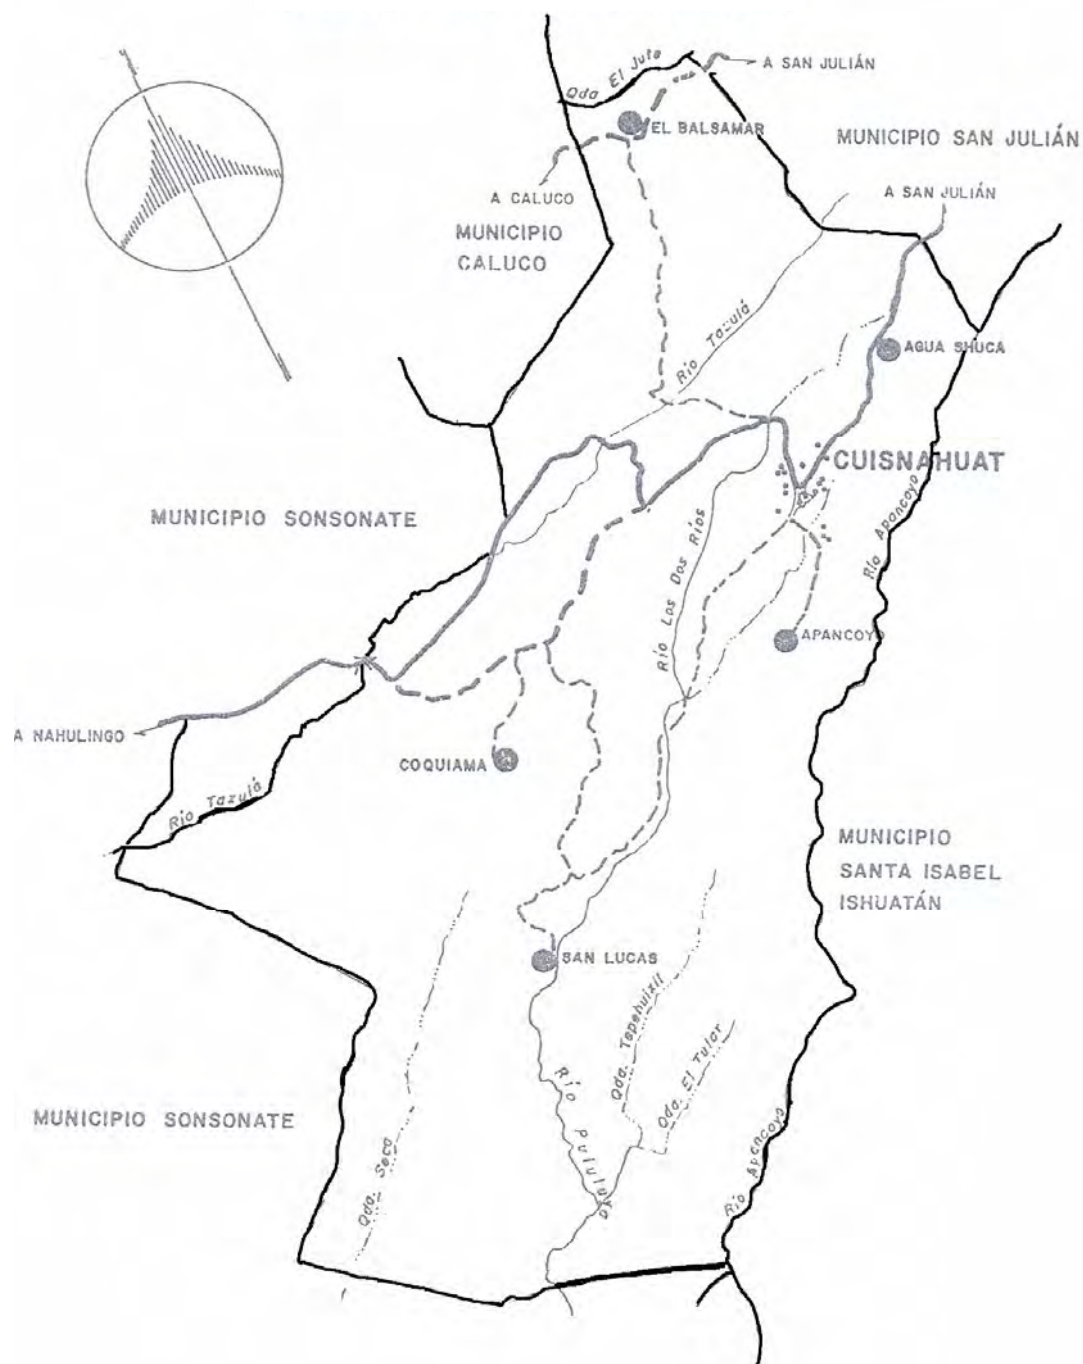 Qda El Jute
A SAN JULIÁN
EL BALSAMAR
MUNICIPIO SAN JULIÁN
A CALUCO
A SAN JULIÁN
MUNICIPIO
CALUCO
Río Tazulá
AGUA SHUCA
CUISNAHUAT
MUNICIPIO SONSONATE
Río Apancoyo
Río Los Dos Ríos
APANCOYO
A NAHULINGO
COQUIAMA
Río Tazulá
MUNICIPIO
SANTA ISABEL
ISHUATÁN
SAN LUCAS
Qda. Tepehuixil
Qda. El Tular
Río Pululuya
MUNICIPIO SONSONATE
Qda. Seca
Río Apancoyo